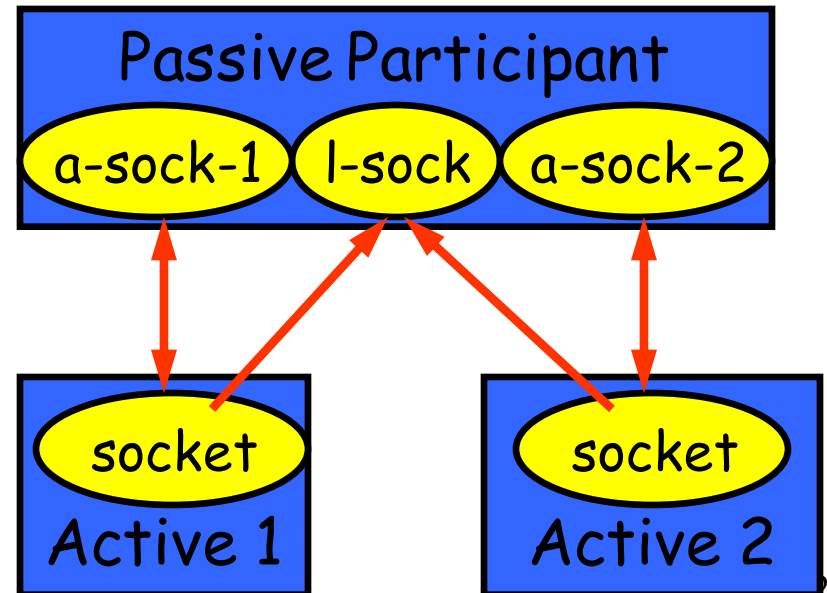 Passive Participant
a-sock-1 l-sock a-sock-2
socket socket
Active 1 Active 2